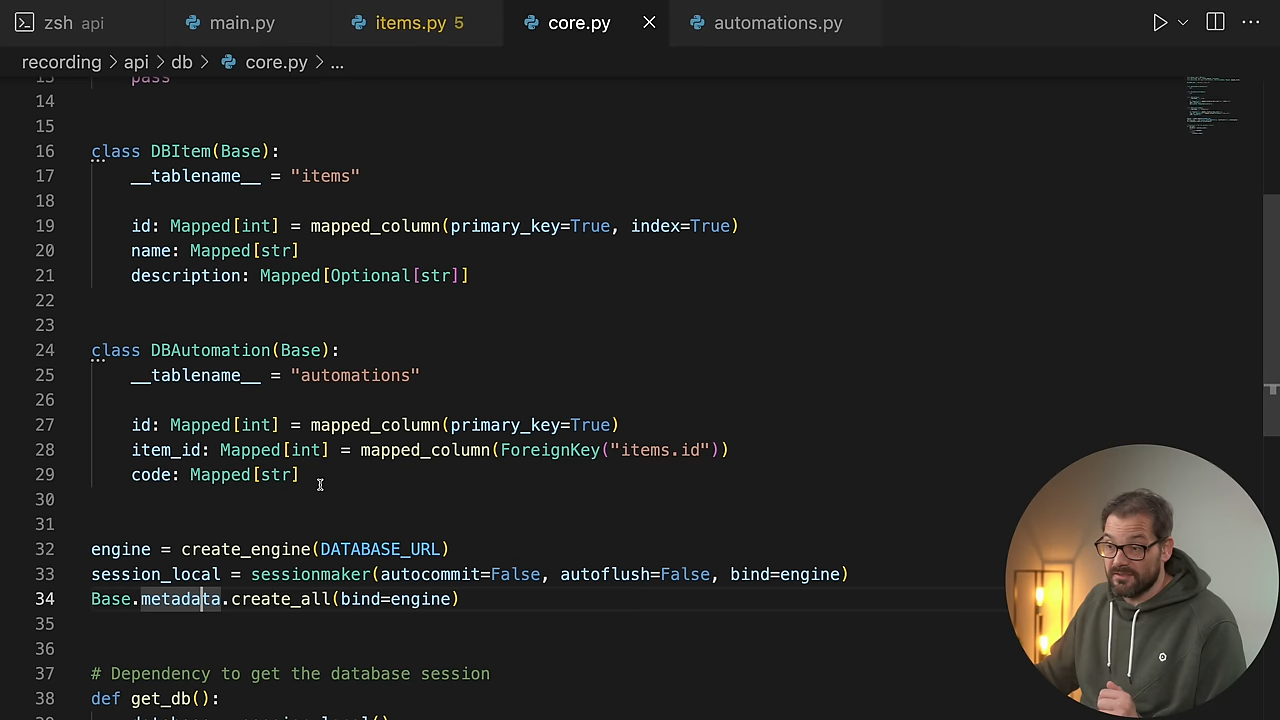 zsh api
main.py
items.py 5
core.py
automations.py
recording > api > db > core.py > ...
15 pass
14
15
16 class DBItem(Base):
17 __tablename__ = "items"
18
19 id: Mapped[int] = mapped_column(primary_key=True, index=True)
20 name: Mapped[str]
21 description: Mapped[Optional[str]]
22
23
24 class DBAutomation(Base):
25 __tablename__ = "automations"
26
27 id: Mapped[int] = mapped_column(primary_key=True)
28 item_id: Mapped[int] = mapped_column(ForeignKey("items.id"))
29 code: Mapped[str]
30
31
32 engine = create_engine(DATABASE_URL)
33 session_local = sessionmaker(autocommit=False, autoflush=False, bind=engine)
34 Base.metadata.create_all(bind=engine)
35
36
37 # Dependency to get the database session
38 def get_db():